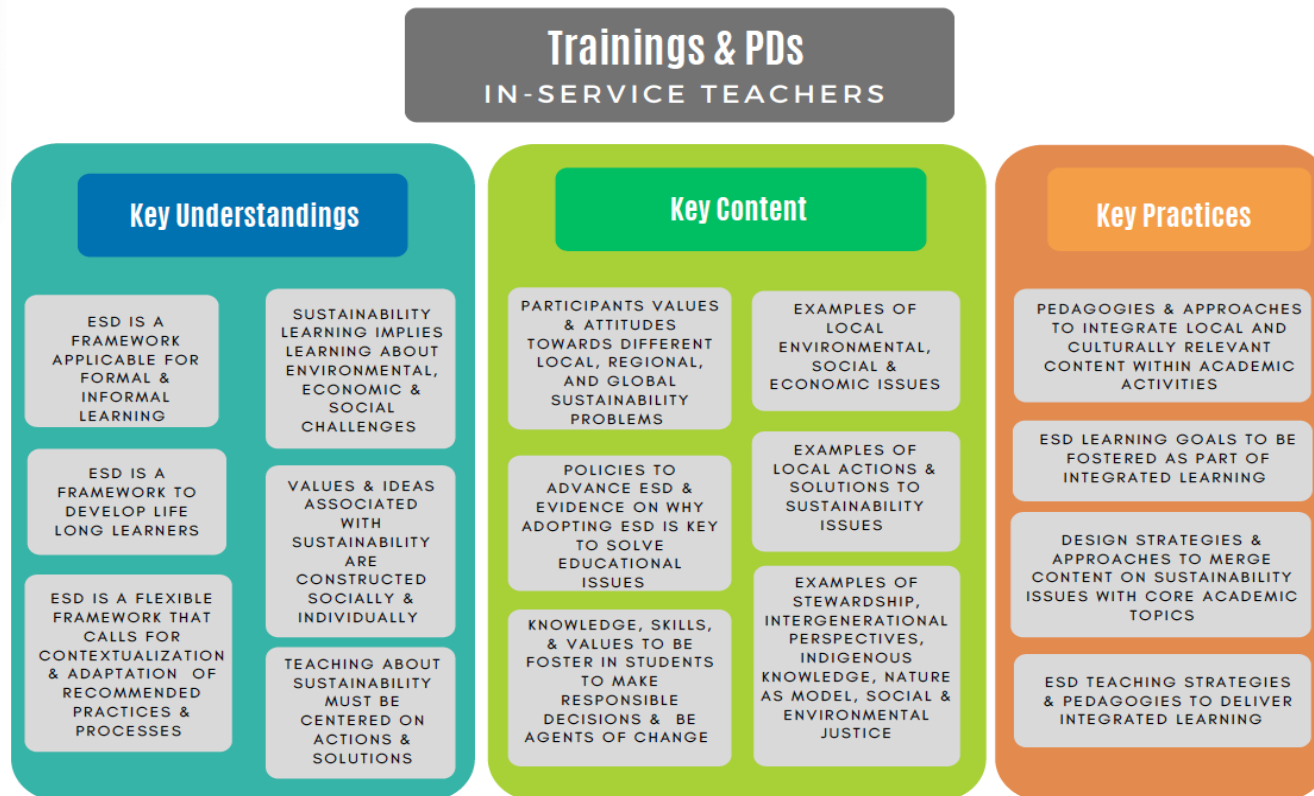 Trainings & PDs
IN-SERVICE TEACHERS
Key Understandings
ESD IS A
FRAMEWORK
APPLICABLE FOR
FORMAL &
INFORMAL
LEARNING
ESD IS A
FRAMEWORK TO
DEVELOP LIFE
LONG LEARNERS
ESD IS A FLEXIBLE
FRAMEWORK THAT
CALLS FOR
CONTEXTUALIZATION
& ADAPTATION OF
RECOMMENDED
PRACTICES &
PROCESSES
SUSTAINABILITY
LEARNING IMPLIES
LEARNING ABOUT
ENVIRONMENTAL,
ECONOMIC &
SOCIAL
CHALLENGES
VALUES & IDEAS
ASSOCIATED
WITH
SUSTAINABILITY
ARE
CONSTRUCTED
SOCIALLY &
INDIVIDUALLY
TEACHING ABOUT
SUSTAINABILITY
MUST BE
CENTERED ON
ACTIONS &
SOLUTIONS
Key Content
PARTICIPANTS VALUES
& ATTITUDES
TOWARDS DIFFERENT
LOCAL, REGIONAL,
AND GLOBAL
SUSTAINABILITY
PROBLEMS
POLICIES TO
ADVANCE ESD &
EVIDENCE ON WHY
ADOPTING ESD IS KEY
TO SOLVE
EDUCATIONAL
ISSUES
KNOWLEDGE, SKILLS,
& VALUES TO BE
FOSTER IN STUDENTS
TO MAKE
RESPONSIBLE
DECISIONS & BE
AGENTS OF CHANGE
EXAMPLES OF
LOCAL
ENVIRONMENTAL,
SOCIAL &
ECONOMIC ISSUES
EXAMPLES OF
LOCAL ACTIONS &
SOLUTIONS TO
SUSTAINABILITY
ISSUES
EXAMPLES OF
STEWARDSHIP,
INTERGENERATIONAL
PERSPECTIVES,
INDIGENOUS
KNOWLEDGE, NATURE
AS MODEL, SOCIAL &
ENVIRONMENTAL
JUSTICE
Key Practices
PEDAGOGIES & APPROACHES
TO INTEGRATE LOCAL AND
CULTURALLY RELEVANT
CONTENT WITHIN ACADEMIC
ACTIVITIES
ESD LEARNING GOALS TO BE
FOSTERED AS PART OF
INTEGRATED LEARNING
DESIGN STRATEGIES &
APPROACHES TO MERGE
CONTENT ON SUSTAINABILITY
ISSUES WITH CORE ACADEMIC
TOPICS
ESD TEACHING STRATEGIES
& PEDAGOGIES TO DELIVER
INTEGRATED LEARNING